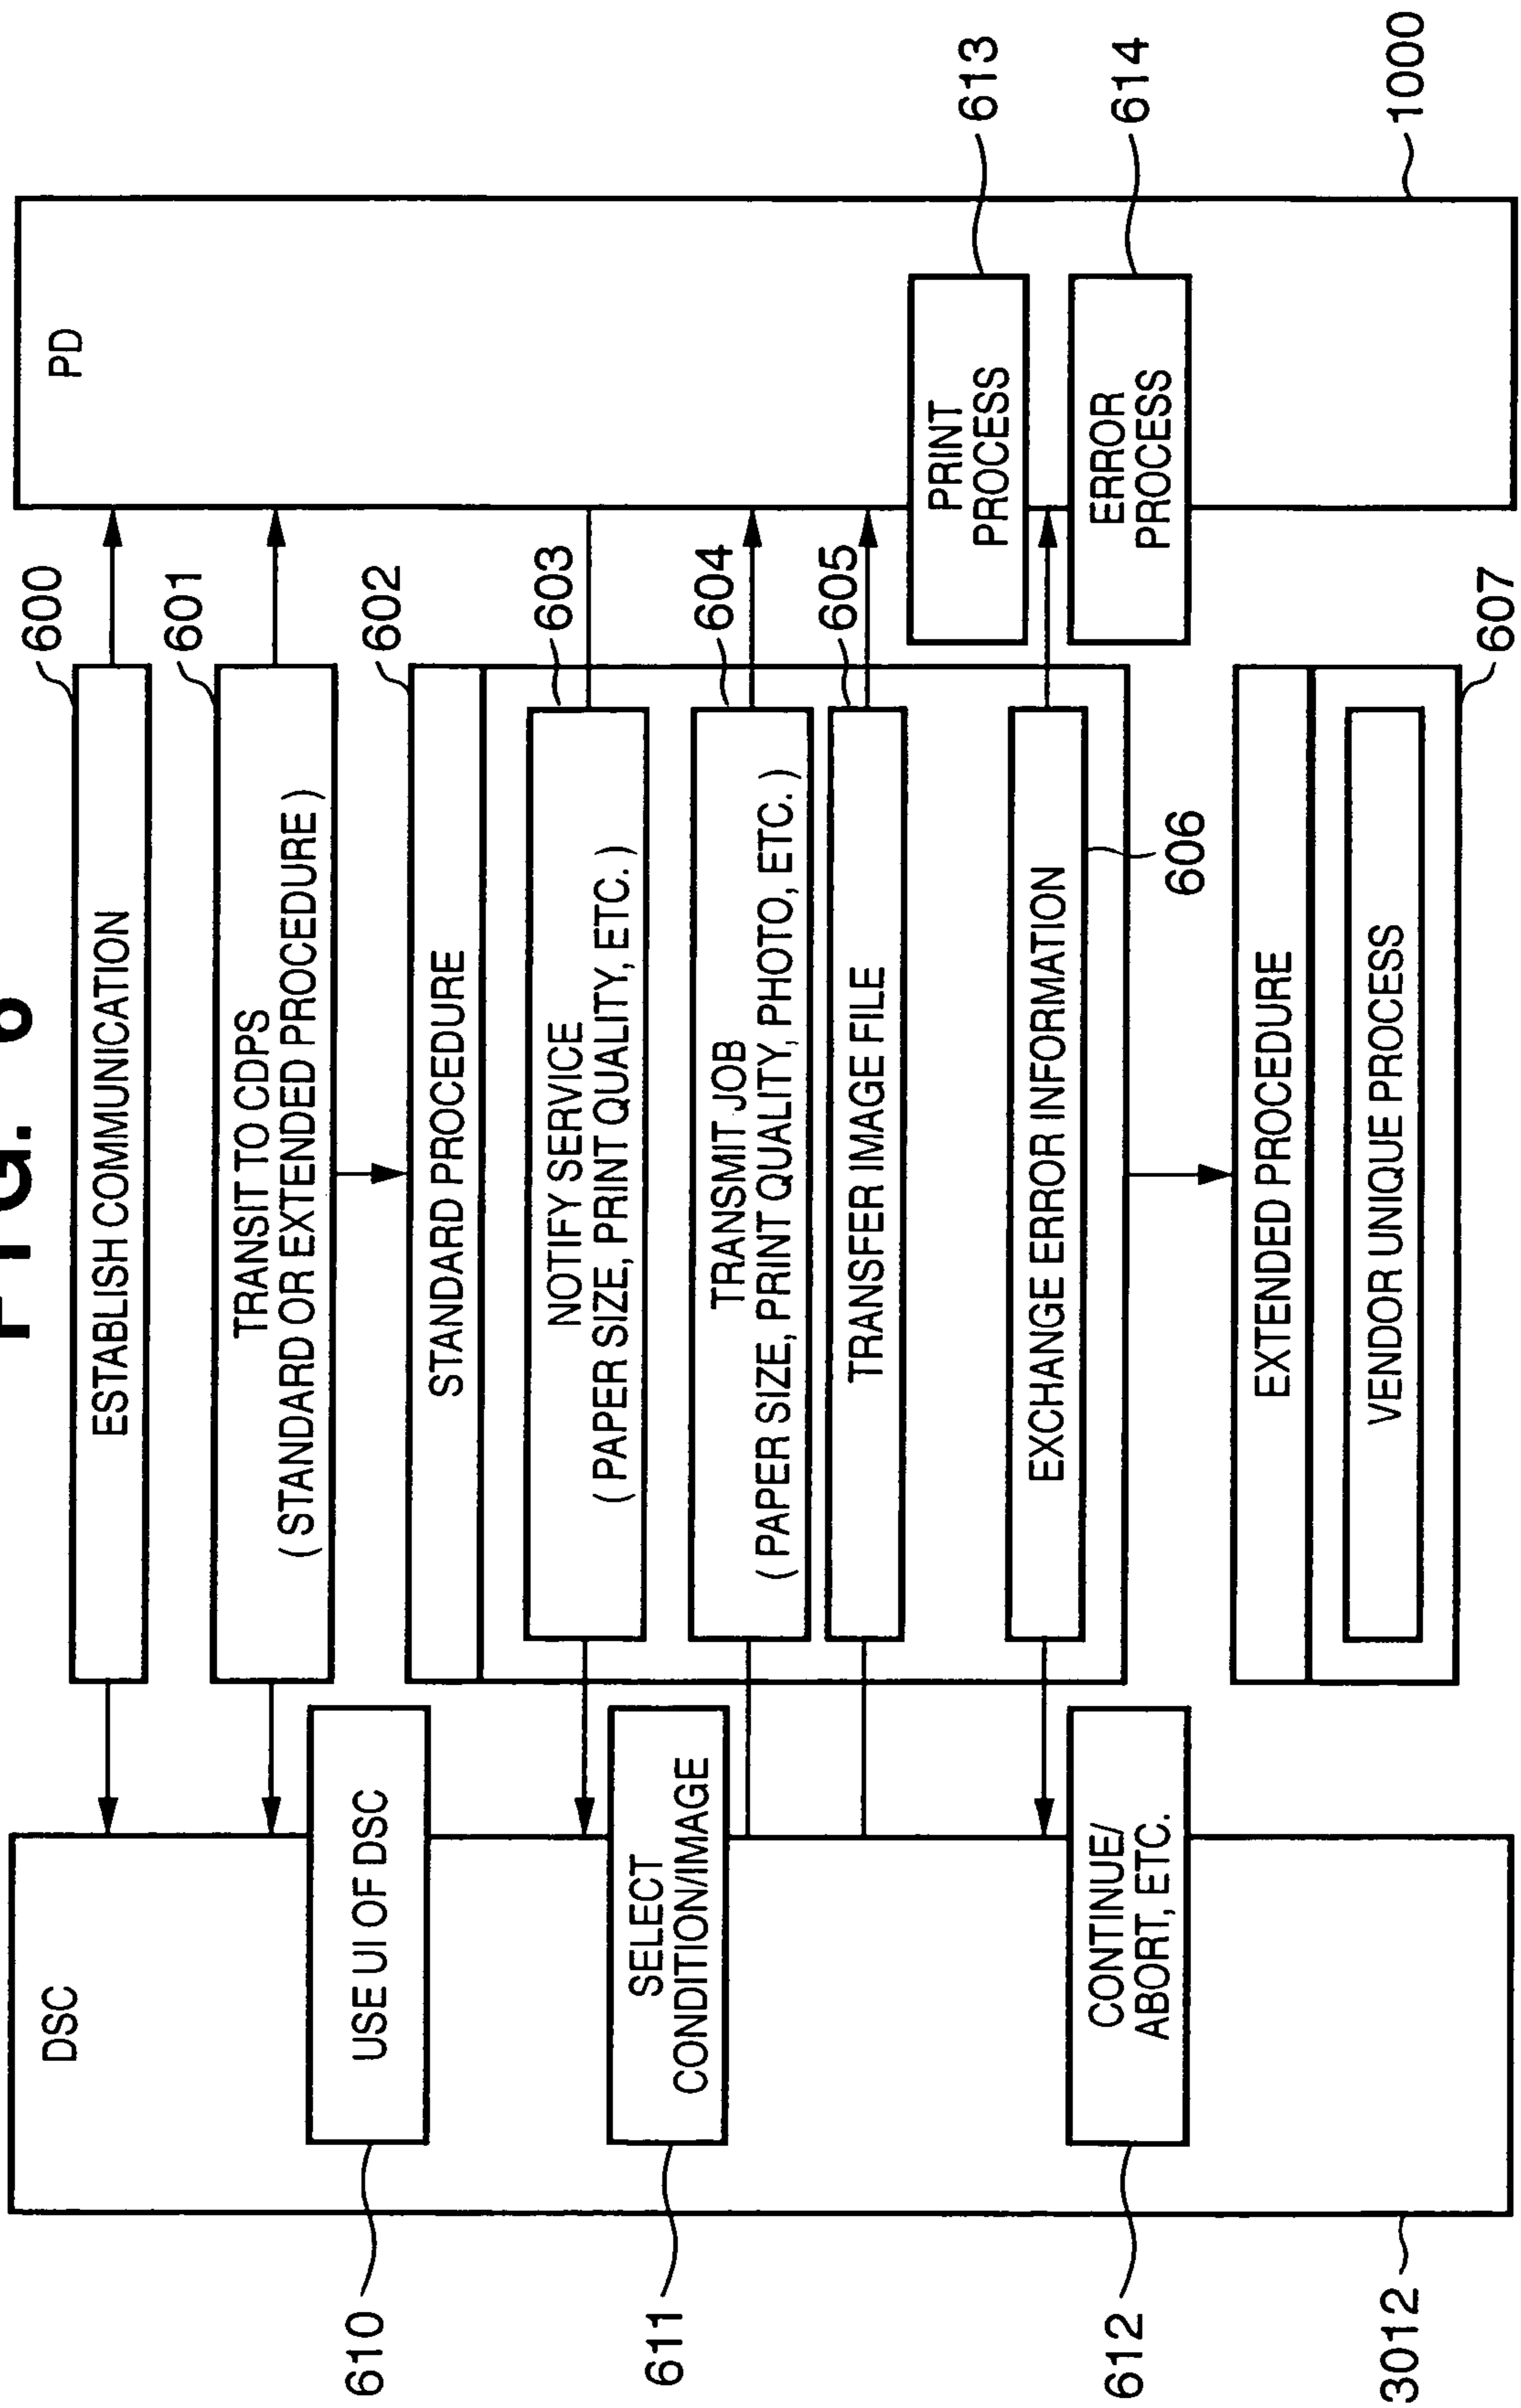 FIG. 6
DSC
PD
600
ESTABLISH COMMUNICATION
601
TRANSIT TO CDPS
( STANDARD OR EXTENDED PROCEDURE )
610
USE UI OF DSC
602
STANDARD PROCEDURE
603
NOTIFY SERVICE
( PAPER SIZE, PRINT QUALITY, ETC. )
611
SELECT
CONDITION/IMAGE
604
TRANSMIT JOB
( PAPER SIZE, PRINT QUALITY, PHOTO, ETC. )
605
TRANSFER IMAGE FILE
PRINT
PROCESS
613
EXCHANGE ERROR INFORMATION
606
612
CONTINUE/
ABORT, ETC.
ERROR
PROCESS
614
EXTENDED PROCEDURE
VENDOR UNIQUE PROCESS
607
3012
1000